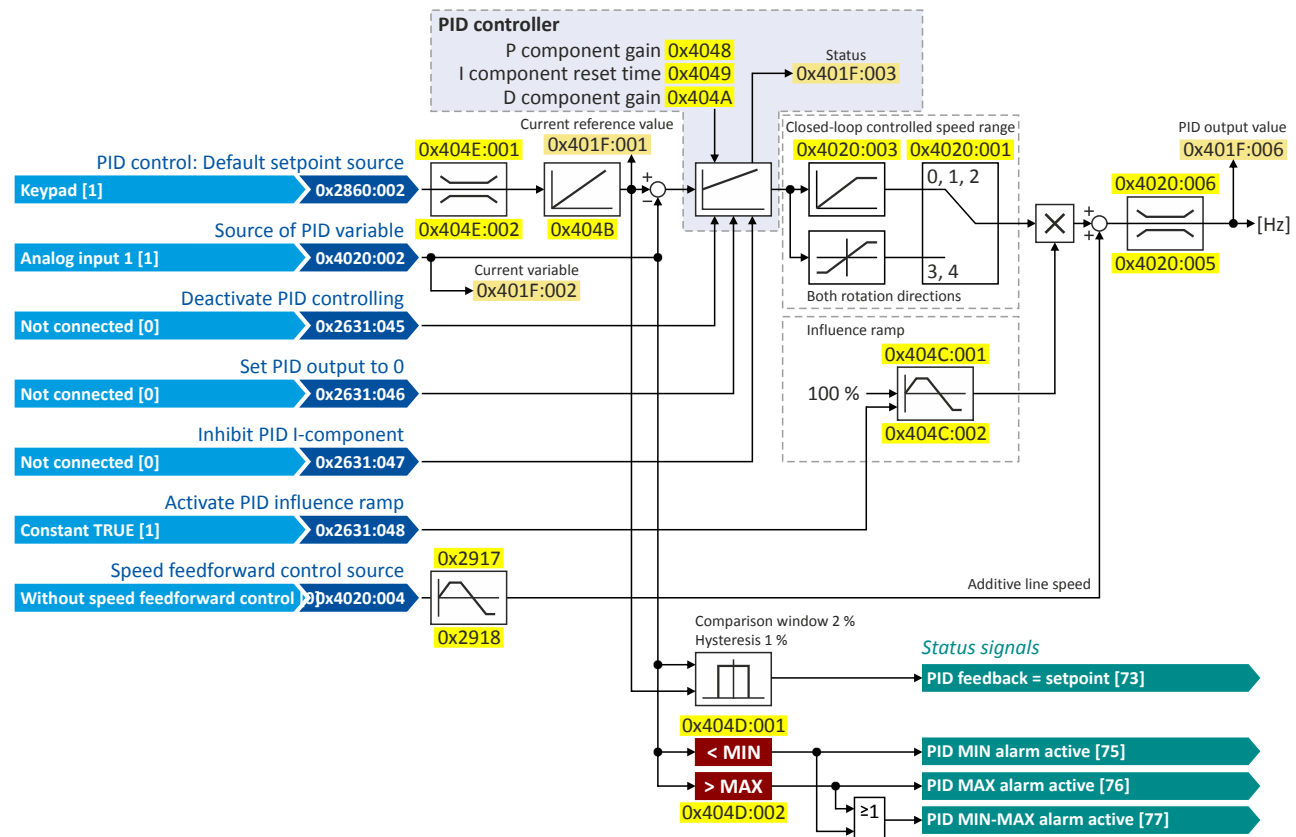 PID controller
P component gain 0x4048
I component reset time 0x4049
D component gain 0x404A
Status
0x401F:003
Current reference value
0x401F:001
Closed-loop controlled speed range
PID output value
0x401F:006
PID control: Default setpoint source
0x404E:001
0x4020:003
0x4020:001
0x4020:006
Keypad [1]
0x2860:002
+
−
0, 1, 2
+
+
[Hz]
0x404E:002
0x404B
0x4020:005
Source of PID variable
Analog input 1 [1]
0x4020:002
Current variable
0x401F:002
3, 4
Both rotation directions
Deactivate PID controlling
Not connected [0]
0x2631:045
Influence ramp
0x404C:001
Set PID output to 0
Not connected [0]
0x2631:046
100 %
0x404C:002
Inhibit PID I-component
Not connected [0]
0x2631:047
Activate PID influence ramp
Constant TRUE [1]
0x2631:048
Speed feedforward control source
0x2917
Without speed feedforward control [0]
0x4020:004
Additive line speed
0x2918
Comparison window 2 %
Hysteresis 1 %
Status signals
PID feedback = setpoint [73]
0x404D:001
< MIN
PID MIN alarm active [75]
> MAX
PID MAX alarm active [76]
0x404D:002
≥1
PID MIN-MAX alarm active [77]